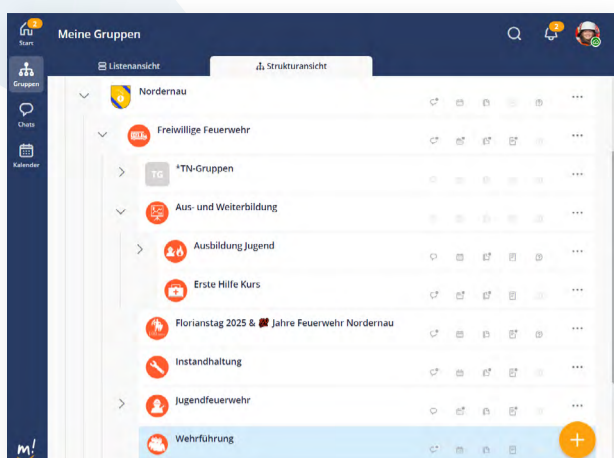 2
Start
Meine Gruppen
2
Listenansicht
Strukturansicht
Gruppen
Chats
Kalender
Nordernau
Freiwillige Feuerwehr
TG
*TN-Gruppen
Aus- und Weiterbildung
Ausbildung Jugend
Erste Hilfe Kurs
Florianstag 2025 & Jahre Feuerwehr Nordernau
Instandhaltung
Jugendfeuerwehr
Wehrführung
m!